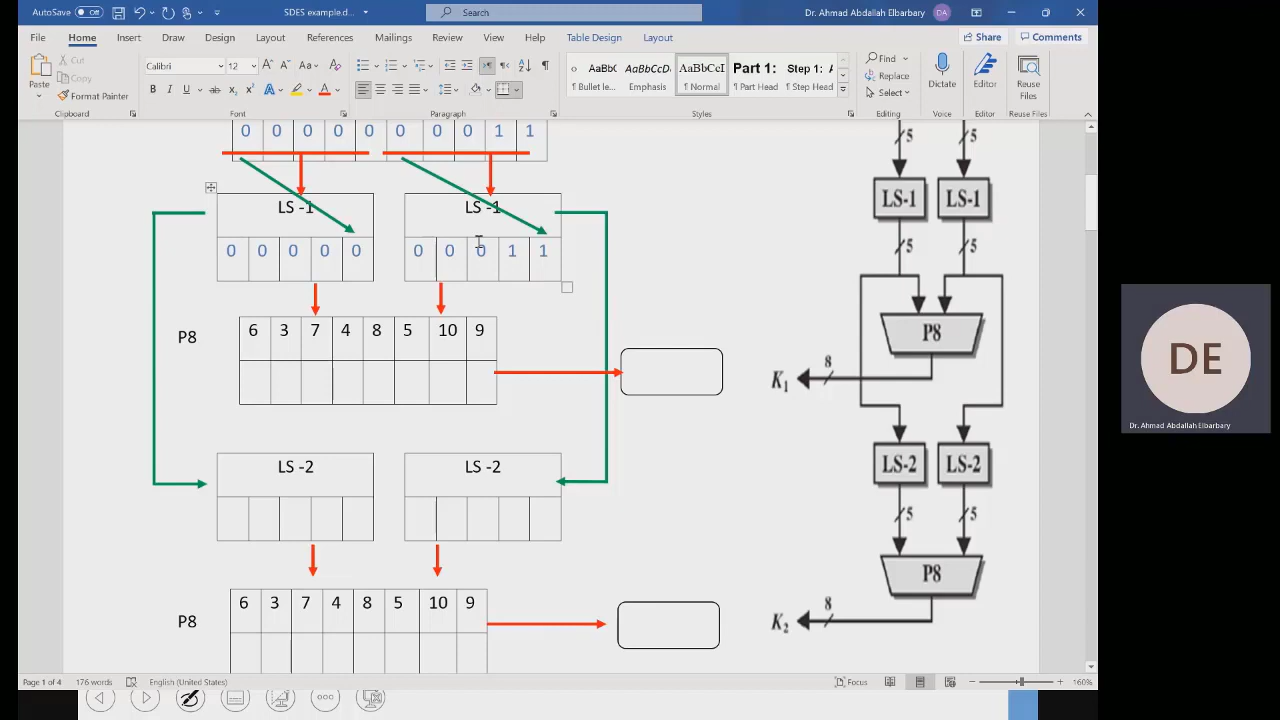 AutoSave Off SDES example.d... Search Dr. Ahmad Abdallah Elbarbary DA
File Home Insert Draw Design Layout References Mailings Review View Help Table Design Layout Share Comments
Paste Cut Copy Format Painter
Calibri 12 Aa
B I U ab x₂ x² A A
AaBb( AaBbCcD AaBbCcI Part 1: Step 1: A
¶ Bullet le... Emphasis ¶ Normal ¶ Part Head ¶ Step Head
Find Replace Select
Dictate Editor Reuse Files
Clipboard Font Paragraph Styles Editing Voice Editor Reuse Files
0 0 0 0 0 0 0 0 1 1
LS -1 LS -1
0 0 0 0 0 0 0 0 1 1
P8 6 3 7 4 8 5 10 9
LS -2 LS -2
P8 6 3 7 4 8 5 10 9
5 5
LS-1 LS-1
5 5
P8
8
K1
LS-2 LS-2
5 5
P8
8
K2
DE
Dr. Ahmad Abdallah Elbarbary
Page 1 of 4 176 words English (United States) Focus 160%